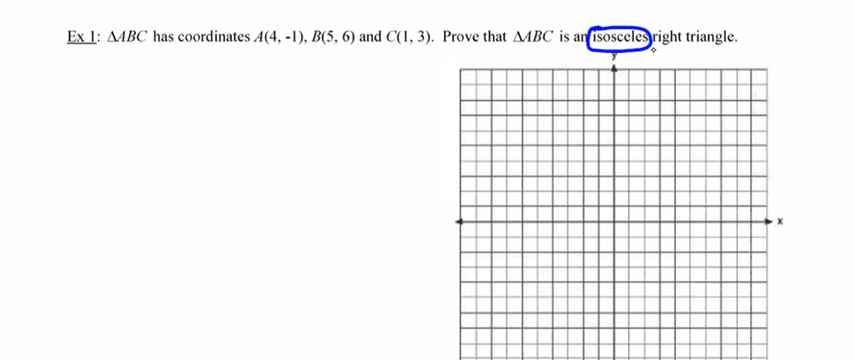 Ex 1: ΔABC has coordinates A(4, -1), B(5, 6) and C(1, 3). Prove that ΔABC is an isosceles right triangle.
y
x